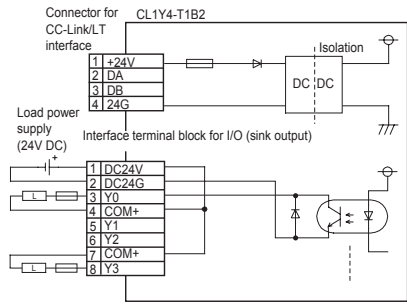 Connector for
CC-Link/LT
interface
CL1Y4-T1B2
Isolation
1 +24V
2 DA
3 DB
4 24G
DC DC
Load power
supply
(24V DC)
Interface terminal block for I/O (sink output)
+
1 DC24V
2 DC24G
3 Y0
4 COM+
5 Y1
6 Y2
7 COM+
8 Y3
L
L